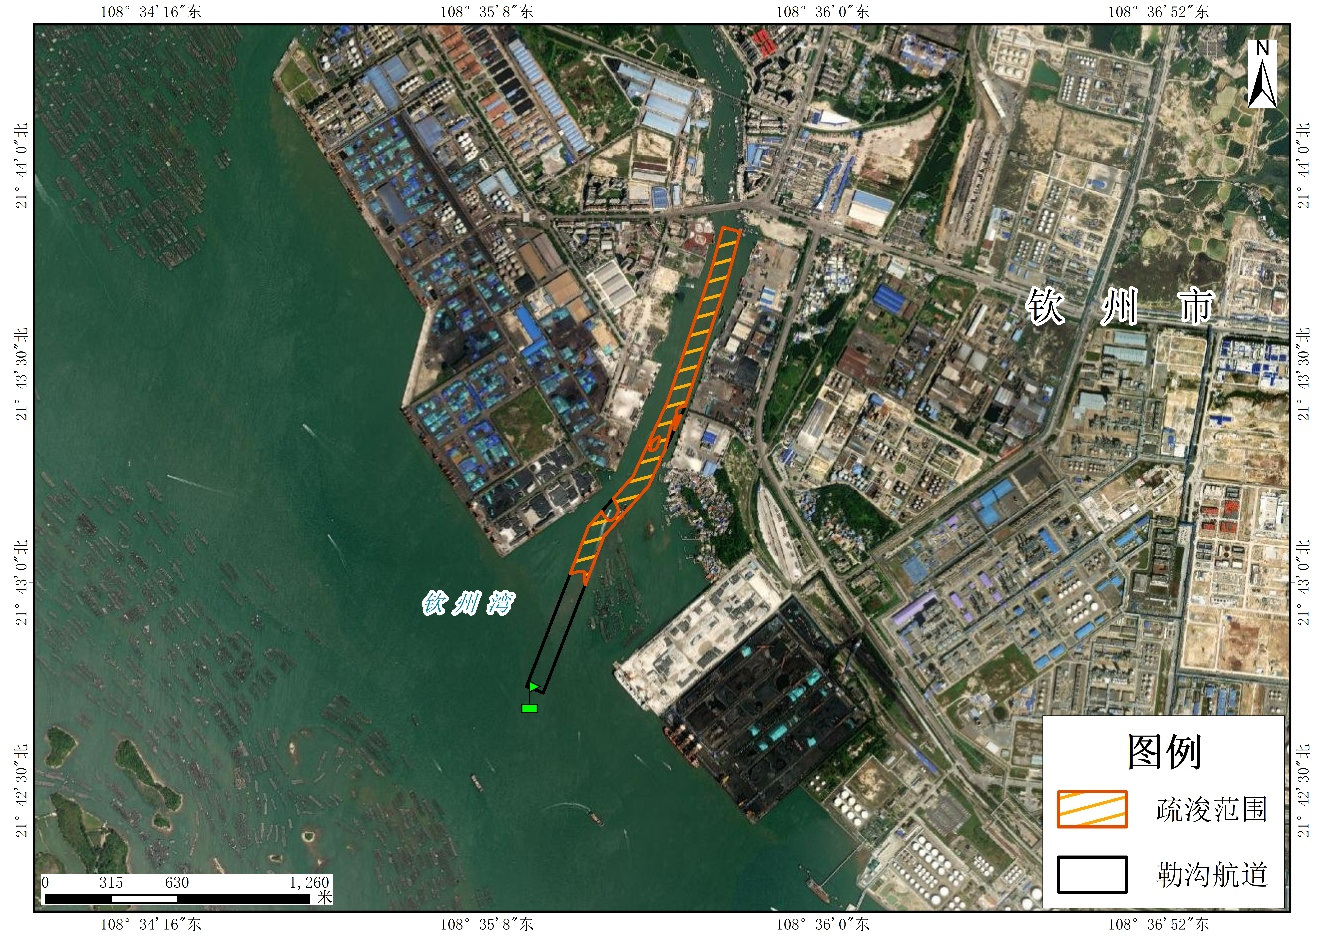 108° 34'16"东 108° 35'8"东 108° 36'0"东 108° 36'52"东
N
21° 44'0"北 21° 44'0"北
钦 州 市
21° 43'30"北 21° 43'30"北
21° 43'0"北 21° 43'0"北
钦 州 湾
21° 42'30"北 21° 42'30"北
图例
疏浚范围
勒沟航道
0 315 630 1,260
米
108° 34'16"东 108° 35'8"东 108° 36'0"东 108° 36'52"东